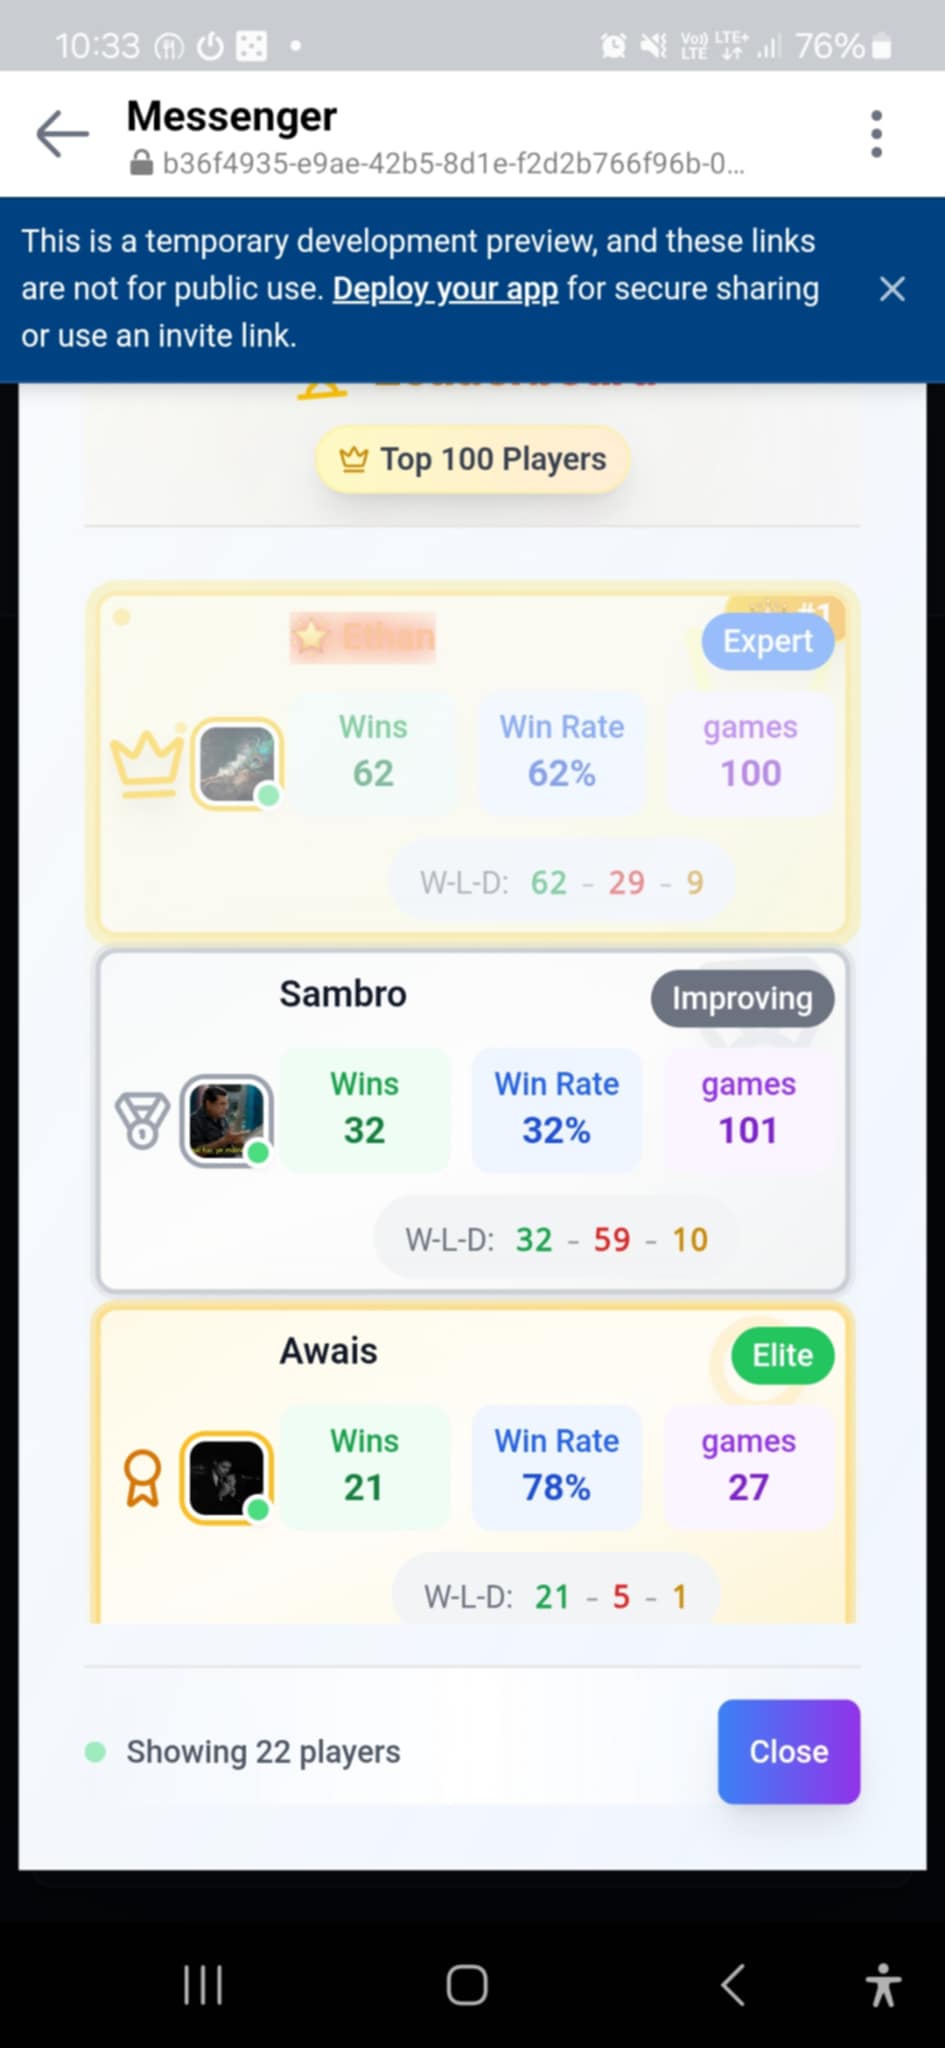 10:33
Vo)) LTE LTE+ 76%
Messenger
b36f4935-e9ae-42b5-8d1e-f2d2b766f96b-0...
This is a temporary development preview, and these links
are not for public use. Deploy your app for secure sharing
or use an invite link.
Top 100 Players
#1
Ethan
Expert
Wins
62
Win Rate
62%
games
100
W-L-D: 62 - 29 - 9
Sambro
Improving
Wins
32
Win Rate
32%
games
101
W-L-D: 32 - 59 - 10
Awais
Elite
Wins
21
Win Rate
78%
games
27
W-L-D: 21 - 5 - 1
Showing 22 players
Close